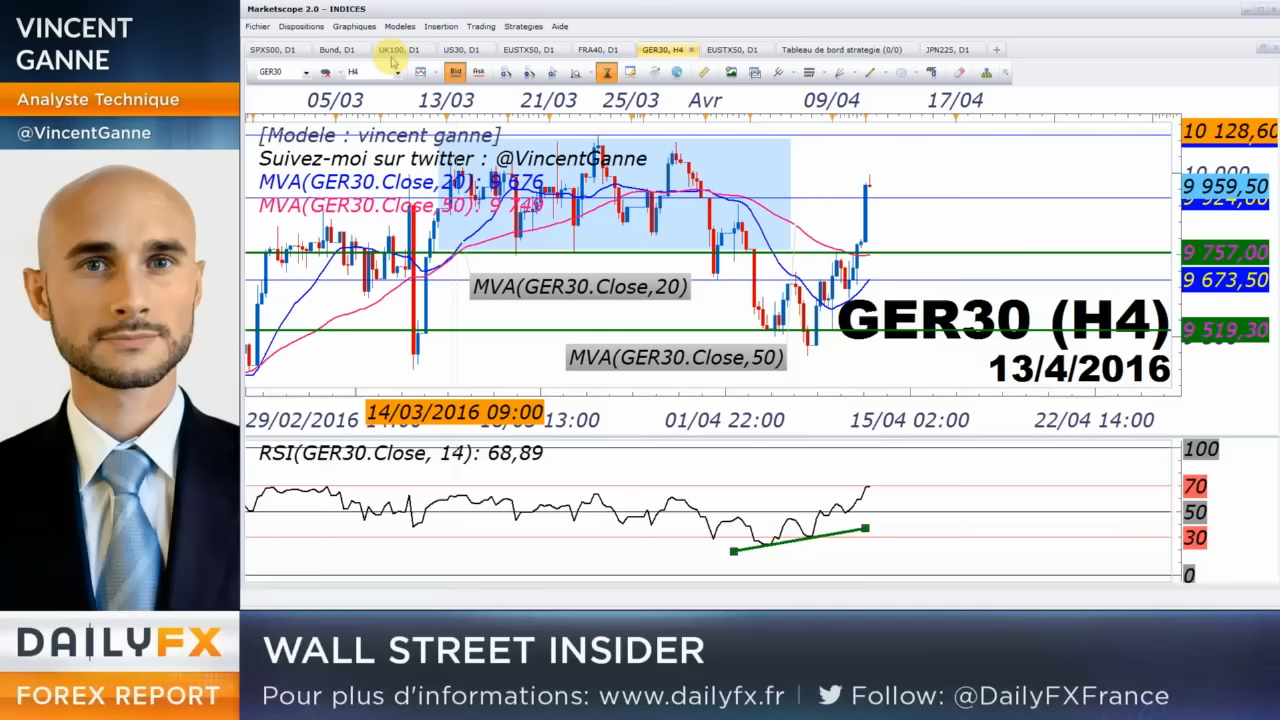 VINCENT
GANNE
Analyste Technique
@VincentGanne
Marketscope 2.0 – INDICES
Fichier Dispositions Graphiques Modeles Insertion Trading Strategies Aide
SPX500, D1 Bund, D1 UK100, D1 US30, D1 EUSTX50, D1 FRA40, D1 GER30, H4 EUSTX50, D1 Tableau de bord strategie (0/0) JPN225, D1
GER30 H4 Bid Ask
05/03 13/03 21/03 25/03 Avr 09/04 17/04
[Modele : vincent ganne]
Suivez-moi sur twitter : @VincentGanne
MVA(GER30.Close,20): 9 676
MVA(GER30.Close,50): 9 749
10 128,60
9 959,50
9 757,00
9 673,50
9 519,30
MVA(GER30.Close,20)
MVA(GER30.Close,50)
GER30 (H4)
13/4/2016
29/02/2016 14/03/2016 09:00 13:00 01/04 22:00 15/04 02:00 22/04 14:00
RSI(GER30.Close, 14): 68,89
100
70
50
30
0
DAILYFX
FOREX REPORT
WALL STREET INSIDER
Pour plus d'informations: www.dailyfx.fr | Follow: @DailyFXFrance